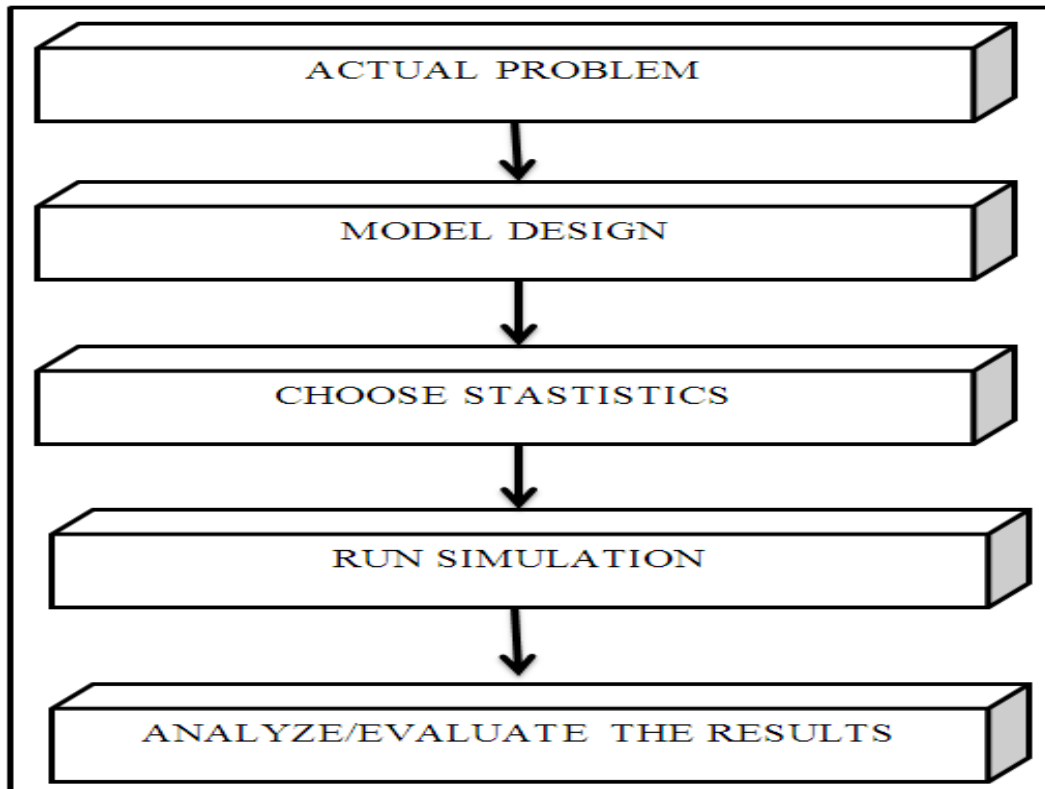 ACTUAL PROBLEM
MODEL DESIGN
CHOOSE STASTISTICS
RUN SIMULATION
ANALYZE/EVALUATE THE RESULTS